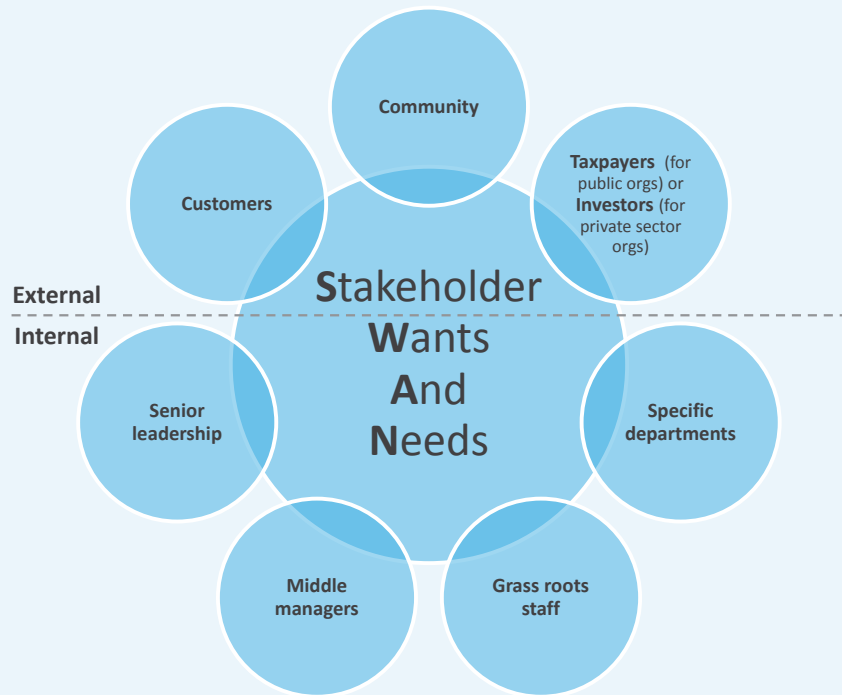 Community
Customers
Taxpayers (for
public orgs) or
Investors (for
private sector
orgs)
External
Internal
Stakeholder
Wants
And
Needs
Senior
leadership
Specific
departments
Middle
managers
Grass roots
staff